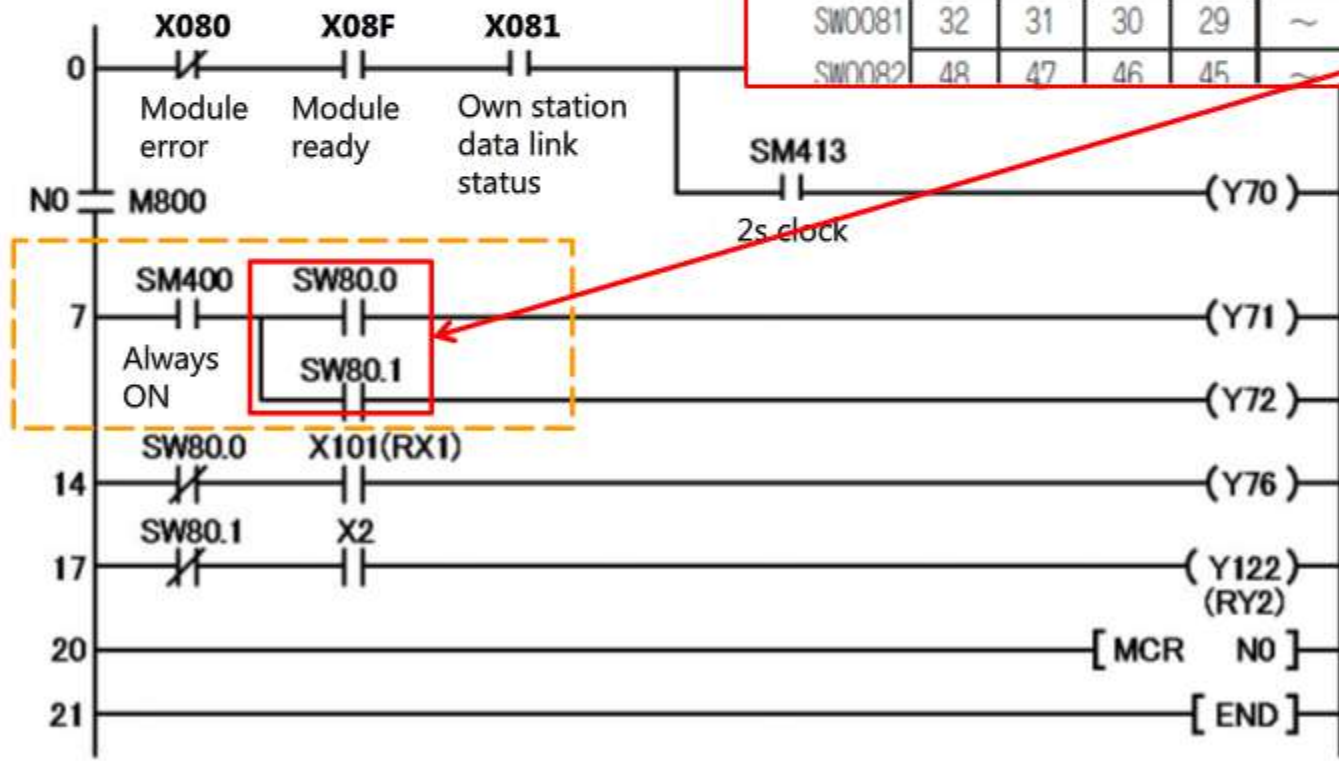 X080 X08F X081
SW0081 32 31 30 29 ~
SW0082 48 47 46 45 ~
0
Module error
Module ready
Own station data link status
SM413
N0 M800
(Y70)
2s clock
SM400 SW80.0
7
(Y71)
Always ON
SW80.1
(Y72)
SW80.0 X101(RX1)
14
(Y76)
SW80.1 X2
17
(Y122)
(RY2)
20
[MCR N0]
21
[END]